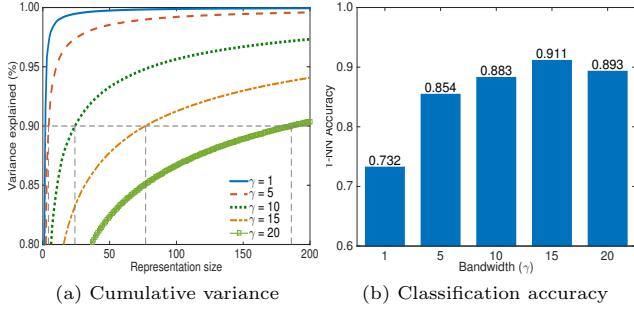 Variance explained (%)
1.00
0.95
0.90
0.85
0.80
0
50
100
150
200
Representation size
γ = 1
γ = 5
γ = 10
γ = 15
γ = 20
(a) Cumulative variance
1-NN Accuracy
1
0.9
0.8
0.7
0.6
0.732
0.854
0.883
0.911
0.893
1
5
10
15
20
Bandwidth (γ)
(b) Classification accuracy